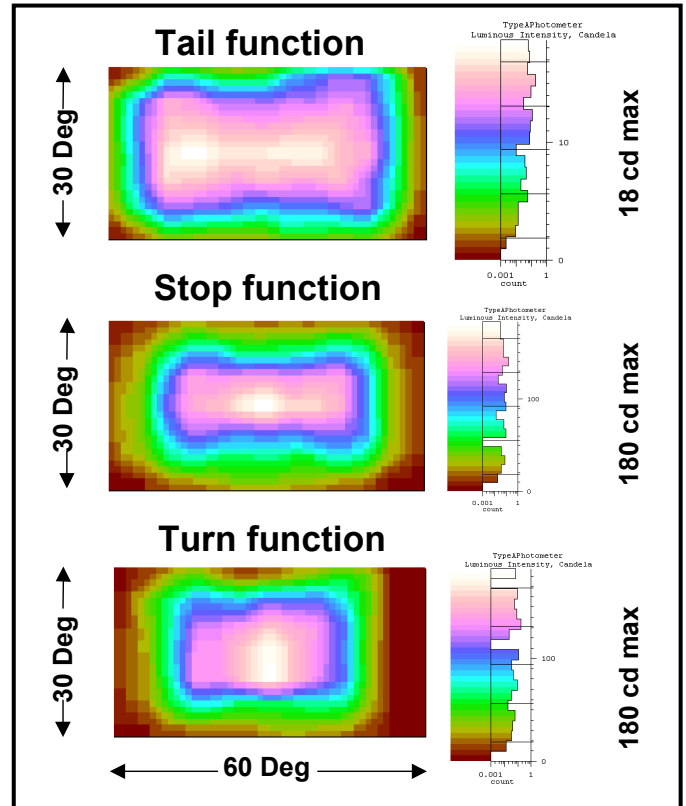 Tail function
TypeAPhotometer
Luminous Intensity, Candela
30 Deg
10
0
0.001 1
count
18 cd max
Stop function
TypeAPhotometer
Luminous Intensity, Candela
30 Deg
100
0
0.001 1
count
180 cd max
Turn function
TypeAPhotometer
Luminous Intensity, Candela
30 Deg
100
0
0.001 1
count
180 cd max
60 Deg